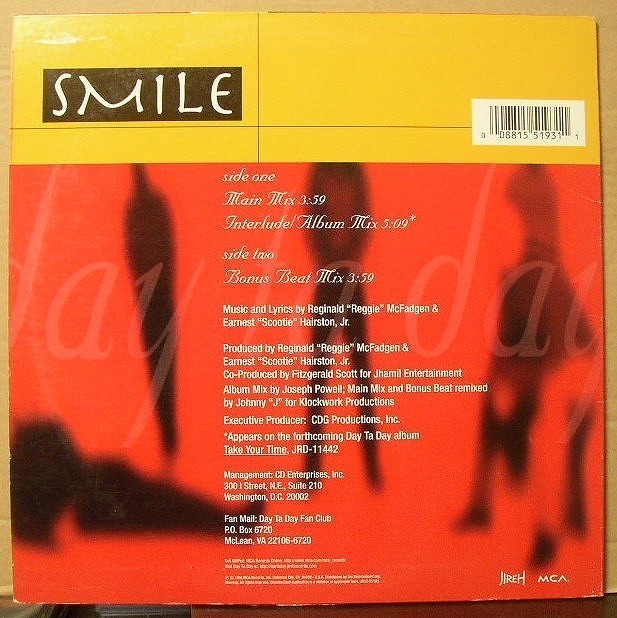 SMILE
0 08815 51931 1
side one
Main Mix 3:59
Interlude/Album Mix 5:09*
side two
Bonus Beat Mix 3:59
day to day
Music and Lyrics by Reginald "Reggie" McFadgen &
Earnest "Scootie" Hairston, Jr.
Produced by Reginald "Reggie" McFadgen &
Earnest "Scootie" Hairston, Jr.
Co-Produced by Fitzgerald Scott for Jhamil Entertainment
Album Mix by Joseph Powell; Main Mix and Bonus Beat remixed
by Johnny "J" for Klockwork Productions
Executive Producer: CDG Productions, Inc.
*Appears on the forthcoming Day Ta Day album
Take Your Time, JRD-11442
Management: CD Enterprises, Inc.
300 I Street, N.E., Suite 210
Washington, D.C. 20002
Fan Mail: Day Ta Day Fan Club
P.O. Box 6720
McLean, VA 22106-6720
JIREH MCA.